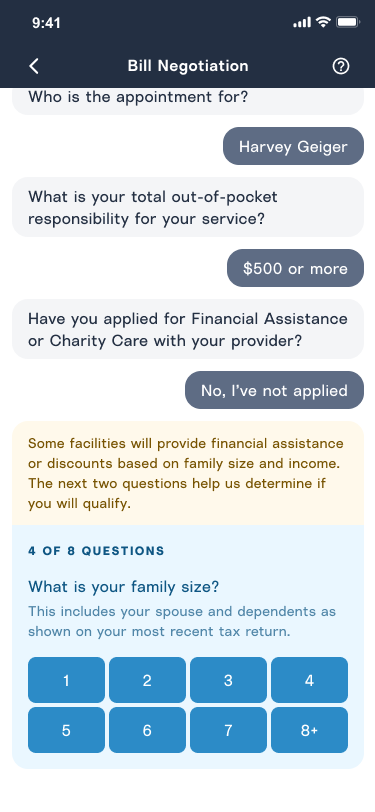 9:41
Bill Negotiation
Who is the appointment for?
Harvey Geiger
What is your total out-of-pocket
responsibility for your service?
$500 or more
Have you applied for Financial Assistance
or Charity Care with your provider?
No, I've not applied
Some facilities will provide financial assistance
or discounts based on family size and income.
The next two questions help us determine if
you will qualify.
4 OF 8 QUESTIONS
What is your family size?
This includes your spouse and dependents as
shown on your most recent tax return.
1 2 3 4
5 6 7 8+